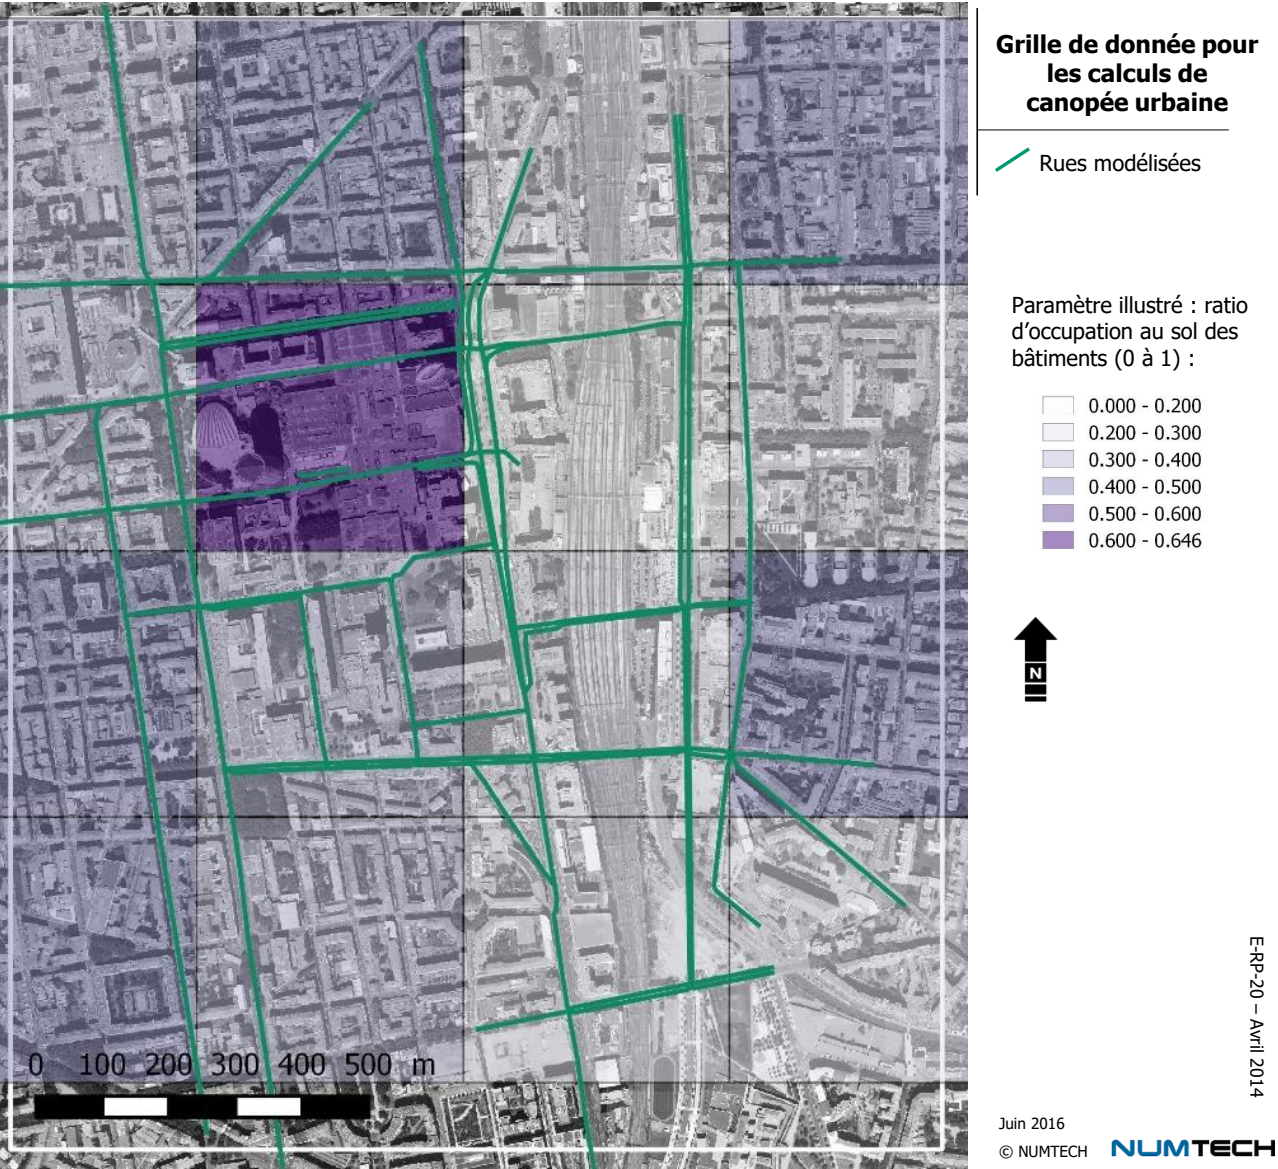 Grille de donnée pour
les calculs de
canopée urbaine
Rues modélisées
Paramètre illustré : ratio
d'occupation au sol des
bâtiments (0 à 1) :
0.000 - 0.200
0.200 - 0.300
0.300 - 0.400
0.400 - 0.500
0.500 - 0.600
0.600 - 0.646
N
E-RP-20 – Avril 2014
0 100 200 300 400 500 m
Juin 2016
© NUMTECH NUMTECH